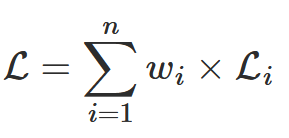 ℒ = ∑_{i=1}^{n} w_i × ℒ_i